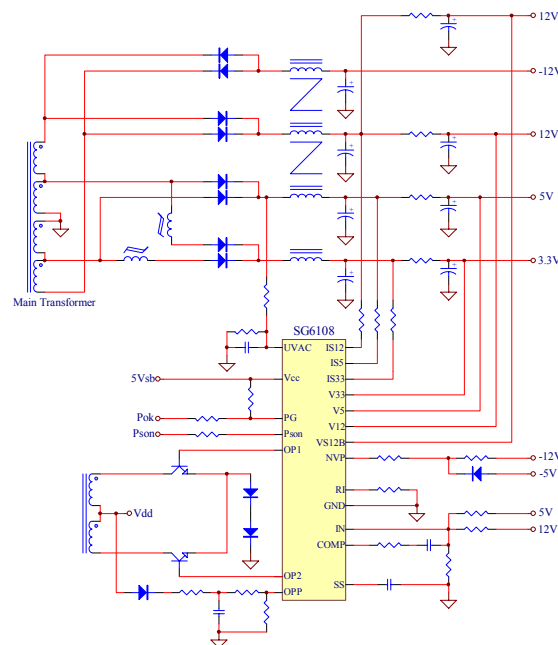 12V
-12V
12V
5V
3.3V
Main Transformer
SG6108
UVAC
IS12
IS5
5Vsb
Vcc
IS33
V33
V5
Pok
PG
V12
Pson
Pson
VS12B
OP1
NVP
-12V
-5V
RI
GND
Vdd
5V
IN
12V
COMP
OP2
SS
OPP
+
+
+
+
+
+
+
+